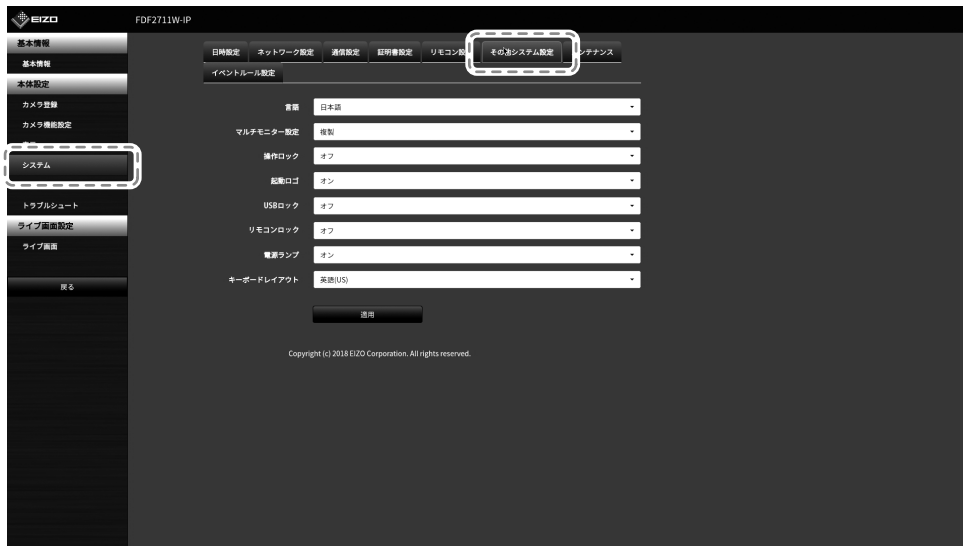 EIZO
FDF2711W-IP
基本情報
基本情報
本体設定
カメラ登録
カメラ機能設定
システム
トラブルシュート
ライブ画面設定
ライブ画面
戻る
日時設定 ネットワーク設定 通信設定 証明書設定 リモコン設 その他システム設定 ンテナンス
イベントルール設定
言語 日本語
マルチモニター設定 複製
操作ロック オフ
起動ロゴ オン
USBロック オフ
リモコンロック オフ
電源ランプ オン
キーボードレイアウト 英語(US)
適用
Copyright (c) 2018 EIZO Corporation. All rights reserved.